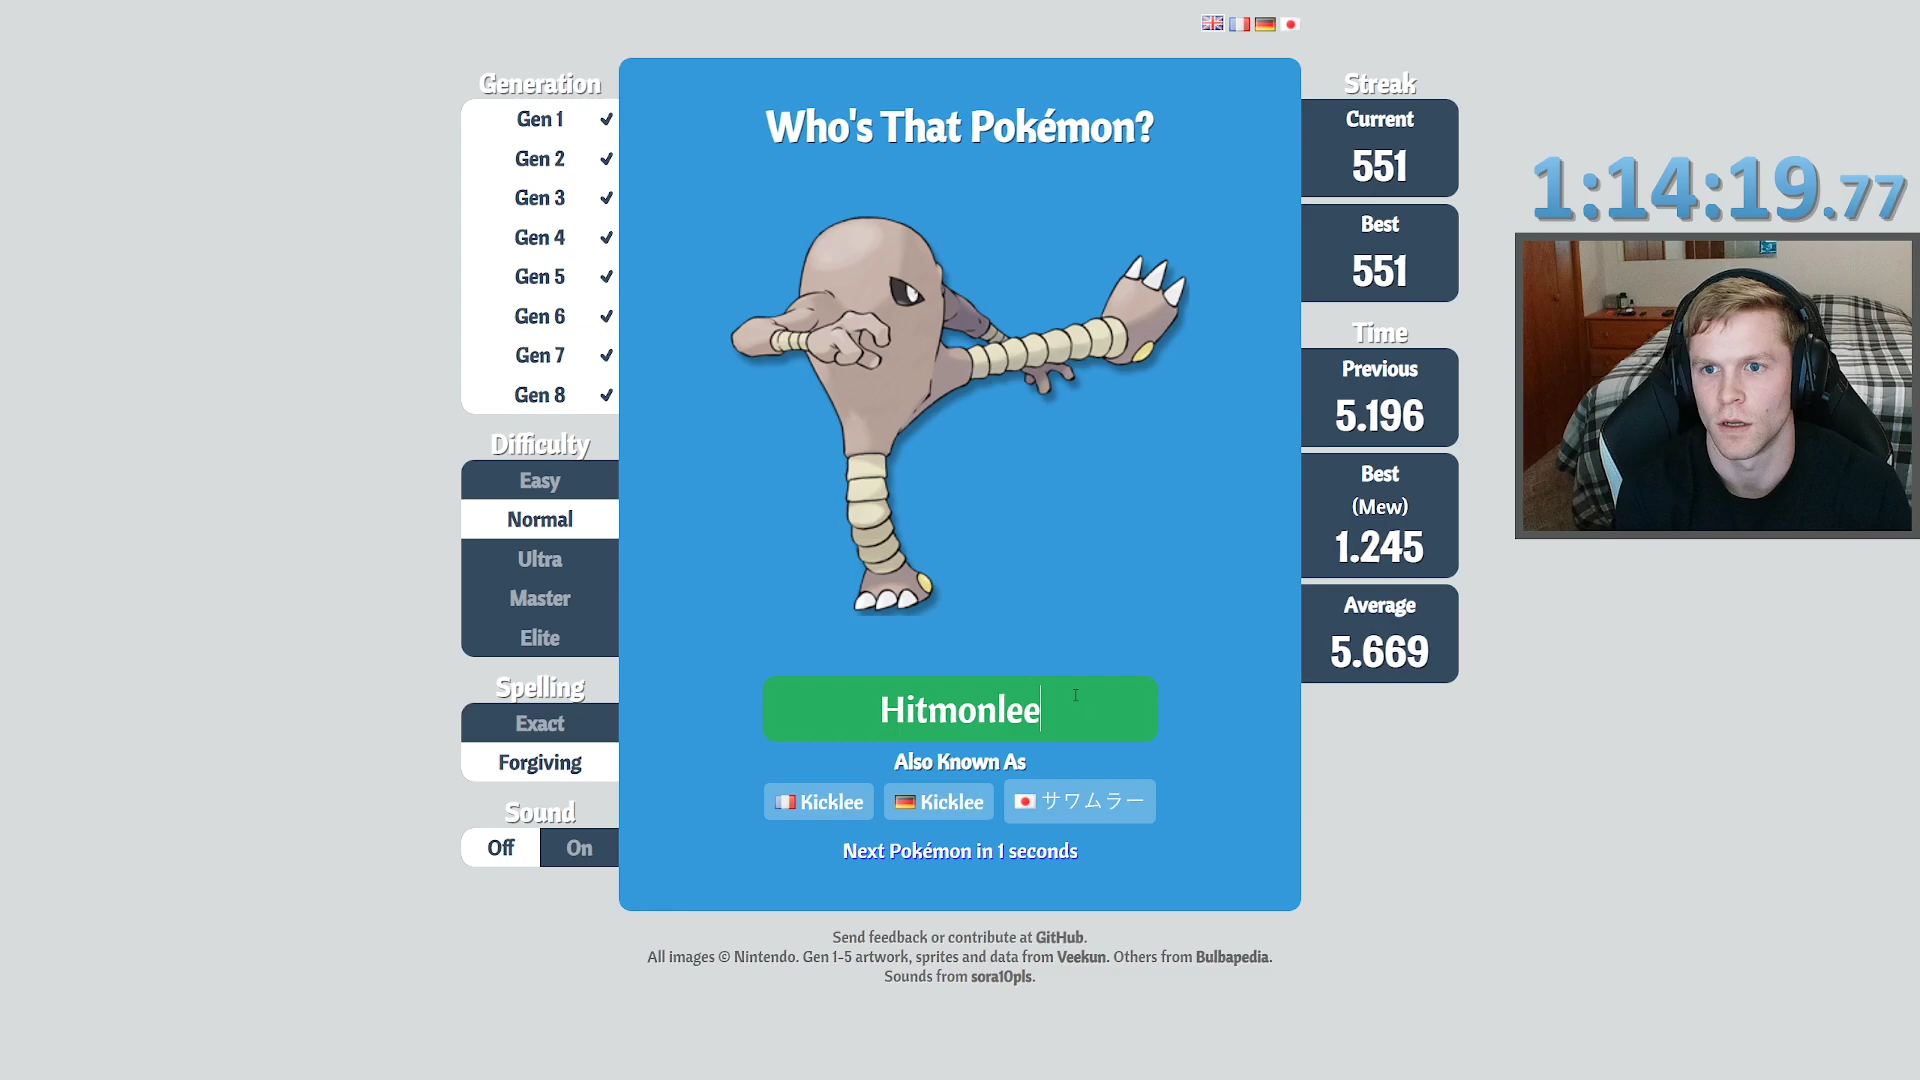 Generation
Gen 1 ✔
Gen 2 ✔
Gen 3 ✔
Gen 4 ✔
Gen 5 ✔
Gen 6 ✔
Gen 7 ✔
Gen 8 ✔
Difficulty
Easy
Normal
Ultra
Master
Elite
Spelling
Exact
Forgiving
Sound
Off On
Who's That Pokémon?
Hitmonlee
Also Known As
Kicklee Kicklee サワムラー
Next Pokémon in 1 seconds
Streak
Current
551
Best
551
Time
Previous
5.196
Best
(Mew)
1.245
Average
5.669
1:14:19.77
Send feedback or contribute at GitHub.
All images © Nintendo. Gen 1-5 artwork, sprites and data from Veekun. Others from Bulbapedia.
Sounds from sora10pls.